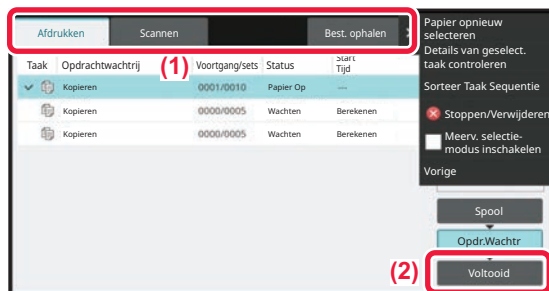 Afdrukken Scannen Best. ophalen
(1)
Taak Opdrachtwachtrij Voortgang/sets Status Start Tijd
Kopieren 0001/0010 Papier Op ---
Kopieren 0000/0005 Wachten Berekenen
Kopieren 0000/0005 Wachten Berekenen
Papier opnieuw
selecteren
Details van geselect.
taak controleren
Sorteer Taak Sequentie
Stoppen/Verwijderen
Meerv. selectie-
modus inschakelen
Vorige
Spool
Opdr.Wachtr
(2)
Voltooid